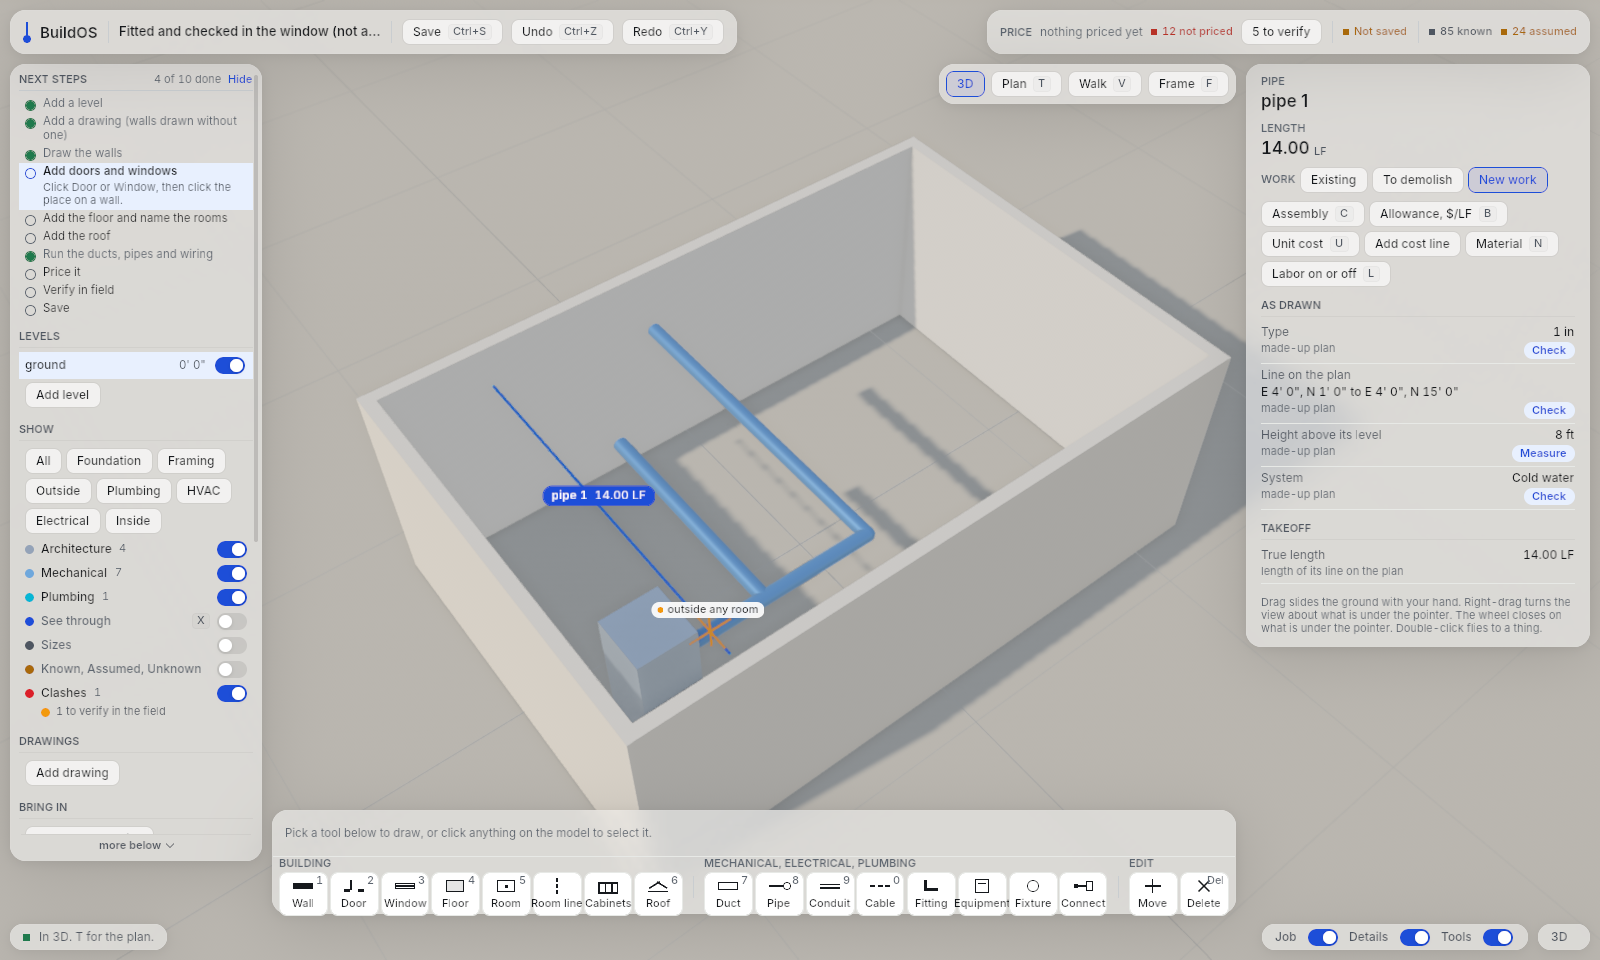 BuildOS
Fitted and checked in the window (not a...
Save Ctrl+S
Undo Ctrl+Z
Redo Ctrl+Y
PRICE nothing priced yet
12 not priced
5 to verify
Not saved
85 known
24 assumed
NEXT STEPS 4 of 10 done Hide
Add a level
Add a drawing (walls drawn without
one)
Draw the walls
Add doors and windows
Click Door or Window, then click the
place on a wall.
Add the floor and name the rooms
Add the roof
Run the ducts, pipes and wiring
Price it
Verify in field
Save
LEVELS
ground 0' 0"
Add level
SHOW
All Foundation Framing
Outside Plumbing HVAC
Electrical Inside
Architecture 4
Mechanical 7
Plumbing 1
See through X
Sizes
Known, Assumed, Unknown
Clashes 1
1 to verify in the field
DRAWINGS
Add drawing
BRING IN
more below
In 3D. T for the plan.
3D
Plan T
Walk V
Frame F
pipe 1 14.00 LF
outside any room
PIPE
pipe 1
LENGTH
14.00 LF
WORK Existing To demolish New work
Assembly C Allowance, $/LF B
Unit cost U Add cost line Material N
Labor on or off L
AS DRAWN
Type 1 in
made-up plan Check
Line on the plan
E 4' 0", N 1' 0" to E 4' 0", N 15' 0"
made-up plan Check
Height above its level 8 ft
made-up plan Measure
System Cold water
made-up plan Check
TAKEOFF
True length 14.00 LF
length of its line on the plan
Drag slides the ground with your hand. Right-drag turns the
view about what is under the pointer. The wheel closes on
what is under the pointer. Double-click flies to a thing.
Pick a tool below to draw, or click anything on the model to select it.
BUILDING
1 Wall
2 Door
3 Window
4 Floor
5 Room
Room line
Cabinets
6 Roof
MECHANICAL, ELECTRICAL, PLUMBING
7 Duct
8 Pipe
9 Conduit
0 Cable
Fitting
Equipment
Fixture
Connect
EDIT
Move
Del Delete
Job
Details
Tools
3D